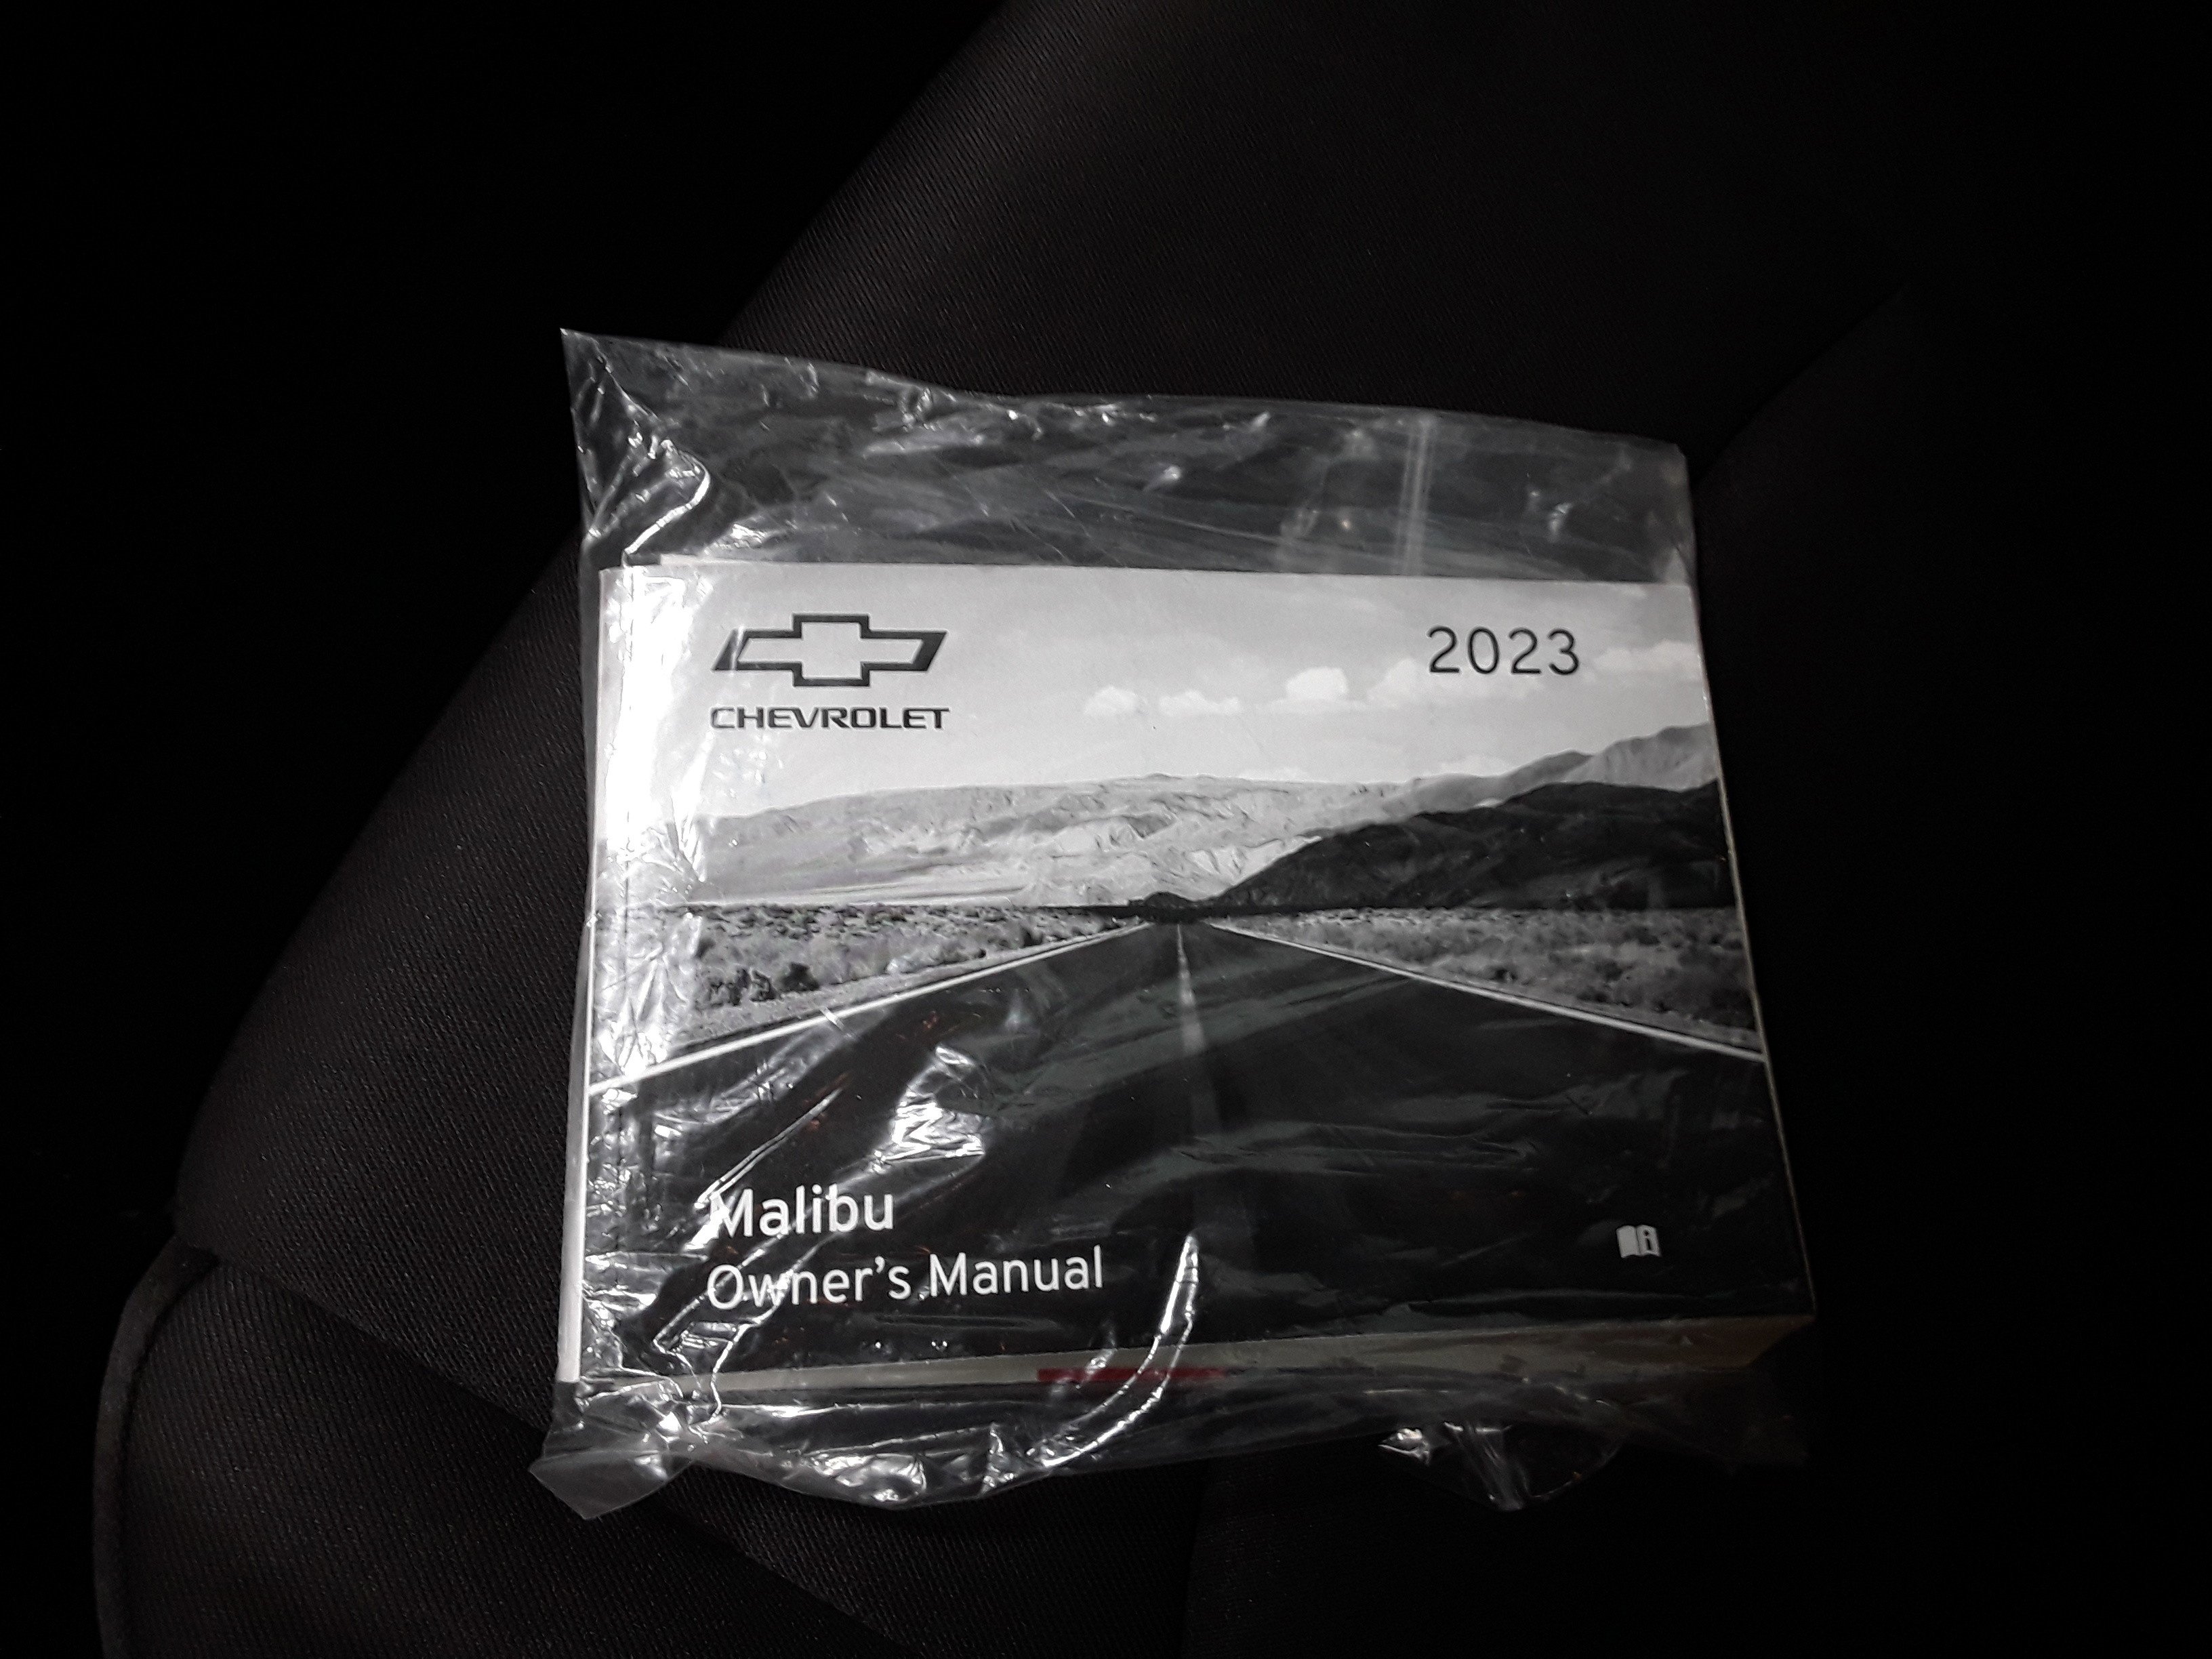 CHEVROLET
2023
Malibu
Owner's Manual